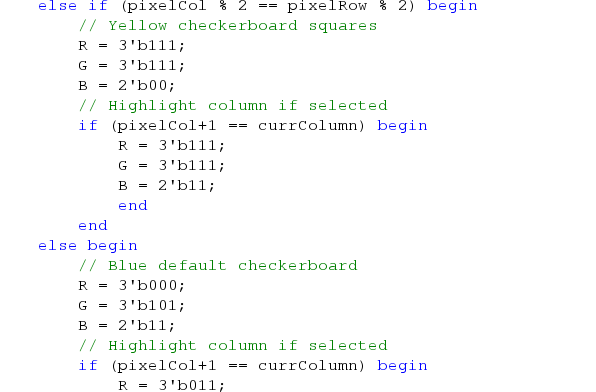 else if (pixelCol % 2 == pixelRow % 2) begin
// Yellow checkerboard squares
R = 3'b111;
G = 3'b111;
B = 2'b00;
// Highlight column if selected
if (pixelCol+1 == currColumn) begin
R = 3'b111;
G = 3'b111;
B = 2'b11;
end
end
else begin
// Blue default checkerboard
R = 3'b000;
G = 3'b101;
B = 2'b11;
// Highlight column if selected
if (pixelCol+1 == currColumn) begin
R = 3'b011;